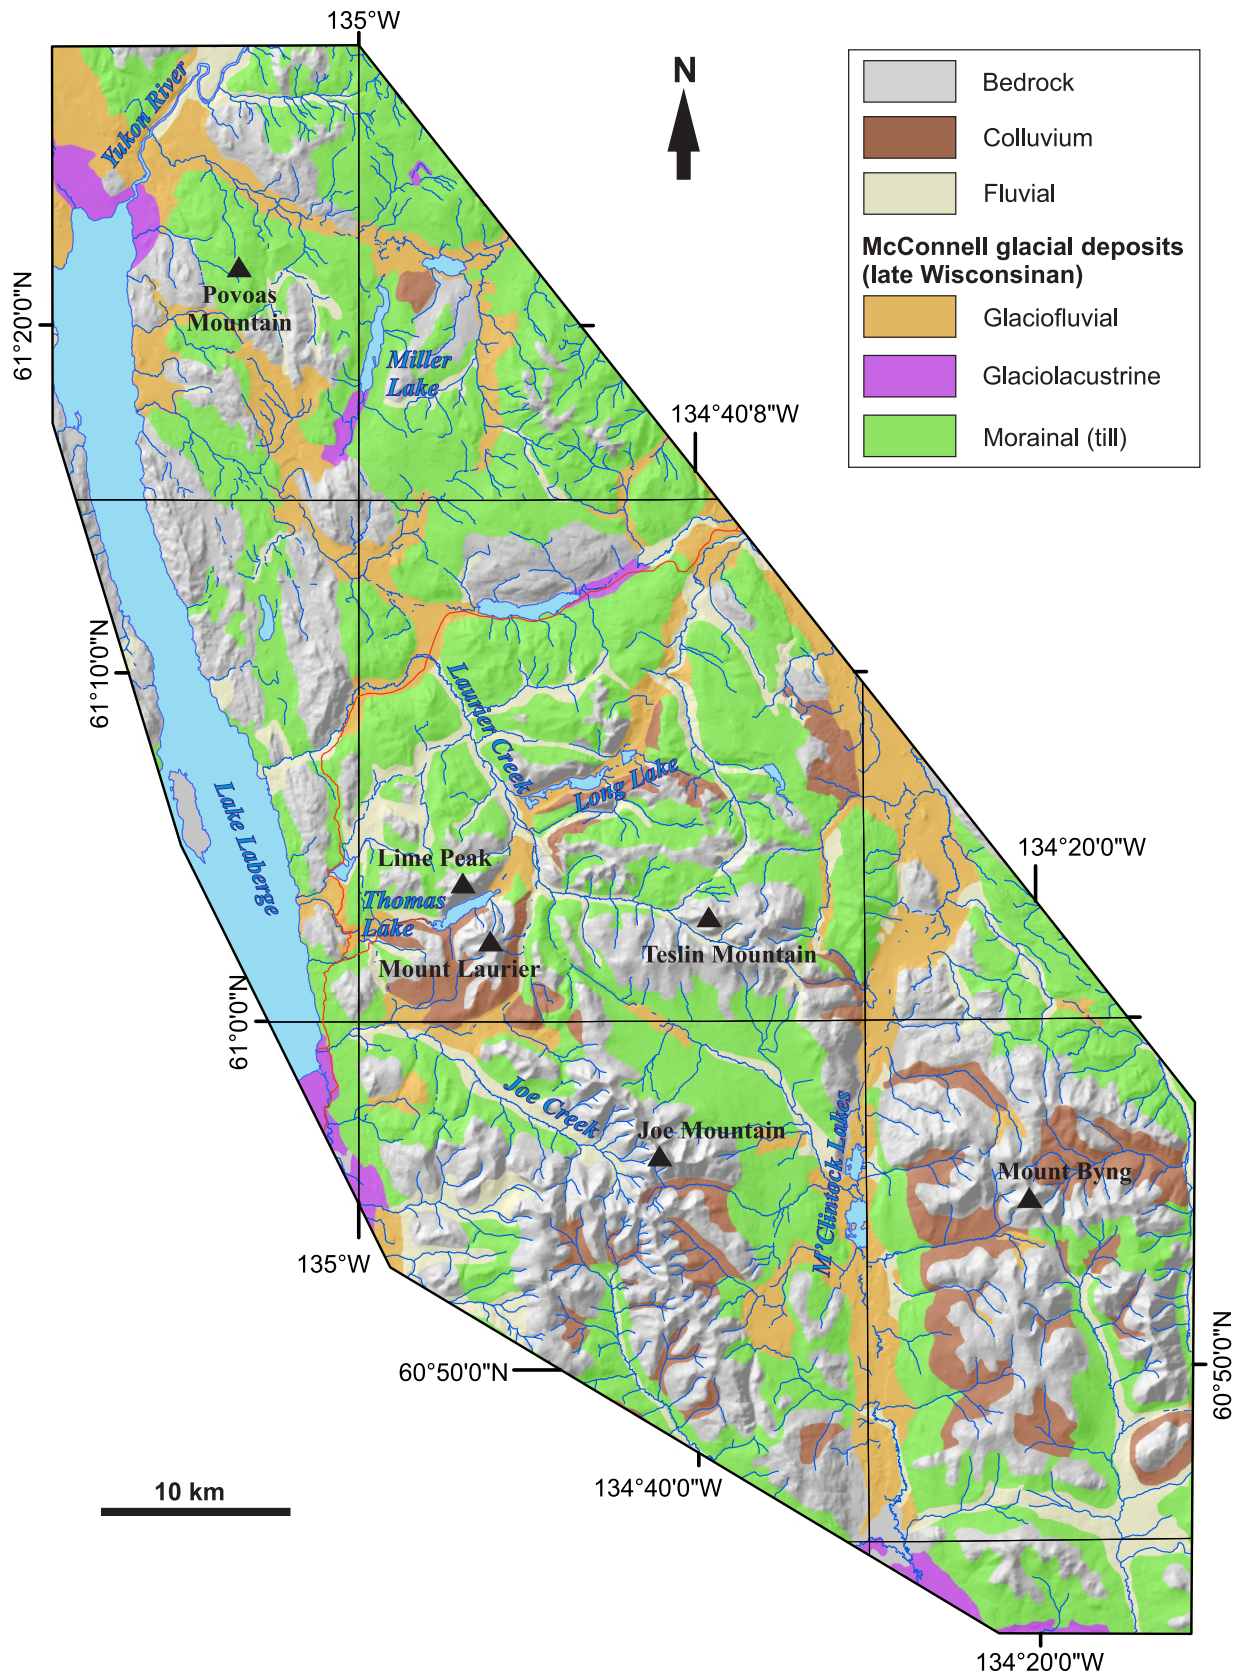 135°W
N
Bedrock
Colluvium
Fluvial
McConnell glacial deposits
(late Wisconsinan)
Glaciofluvial
Glaciolacustrine
Morainal (till)
Yukon River
Povoas
Mountain
61°20'0"N
Miller
Lake
134°40'8"W
61°10'0"N
Laurier Creek
Long Lake
Lake Laberge
Lime Peak
134°20'0"W
Thomas
Lake
Mount Laurier
Teslin Mountain
61°0'0"N
Joe Creek
Joe Mountain
M'Clintock Lakes
Mount Byng
135°W
60°50'0"N
60°50'0"N
134°40'0"W
10 km
134°20'0"W